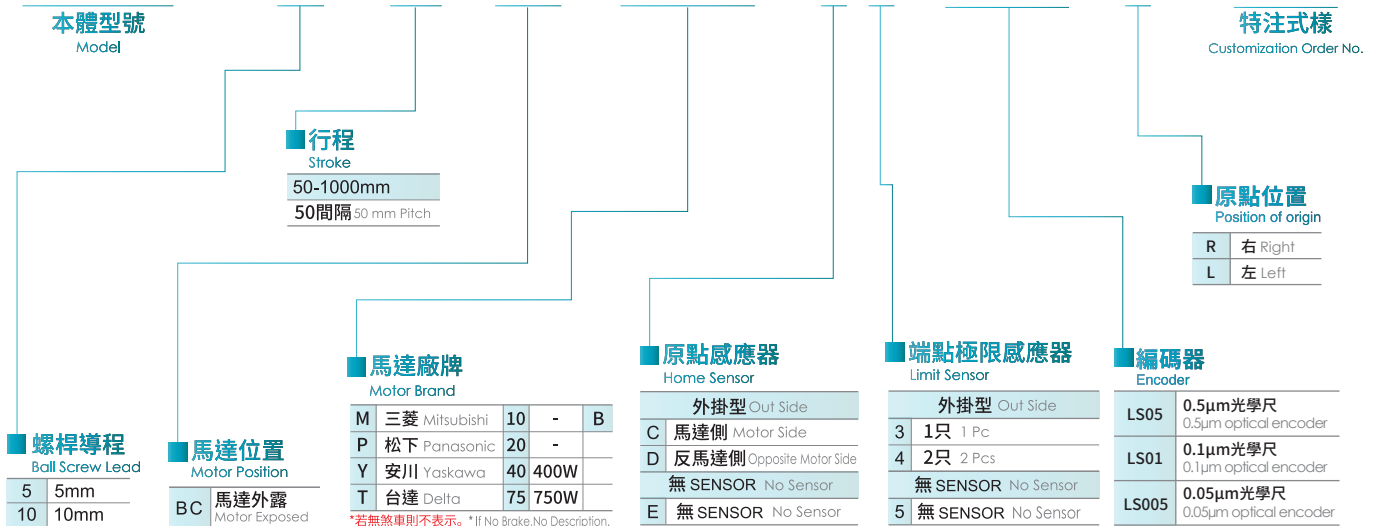 本體型號
Model
特注式樣
Customization Order No.
行程
Stroke
50-1000mm
50間隔 50 mm Pitch
原點位置
Position of origin
R 右 Right
L 左 Left
螺桿導程
Ball Screw Lead
5 5mm
10 10mm
馬達位置
Motor Position
BC 馬達外露
Motor Exposed
馬達廠牌
Motor Brand
M 三菱 Mitsubishi 10 - B
P 松下 Panasonic 20 -
Y 安川 Yaskawa 40 400W
T 台達 Delta 75 750W
*若無煞車則不表示。 *If No Brake,No Description.
原點感應器
Home Sensor
外掛型 Out Side
C 馬達側 Motor Side
D 反馬達側 Opposite Motor Side
無 SENSOR No Sensor
E 無 SENSOR No Sensor
端點極限感應器
Limit Sensor
外掛型 Out Side
3 1只 1 Pc
4 2只 2 Pcs
無 SENSOR No Sensor
5 無 SENSOR No Sensor
編碼器
Encoder
LS05 0.5μm光學尺
0.5μm optical encoder
LS01 0.1μm光學尺
0.1μm optical encoder
LS005 0.05μm光學尺
0.05μm optical encoder